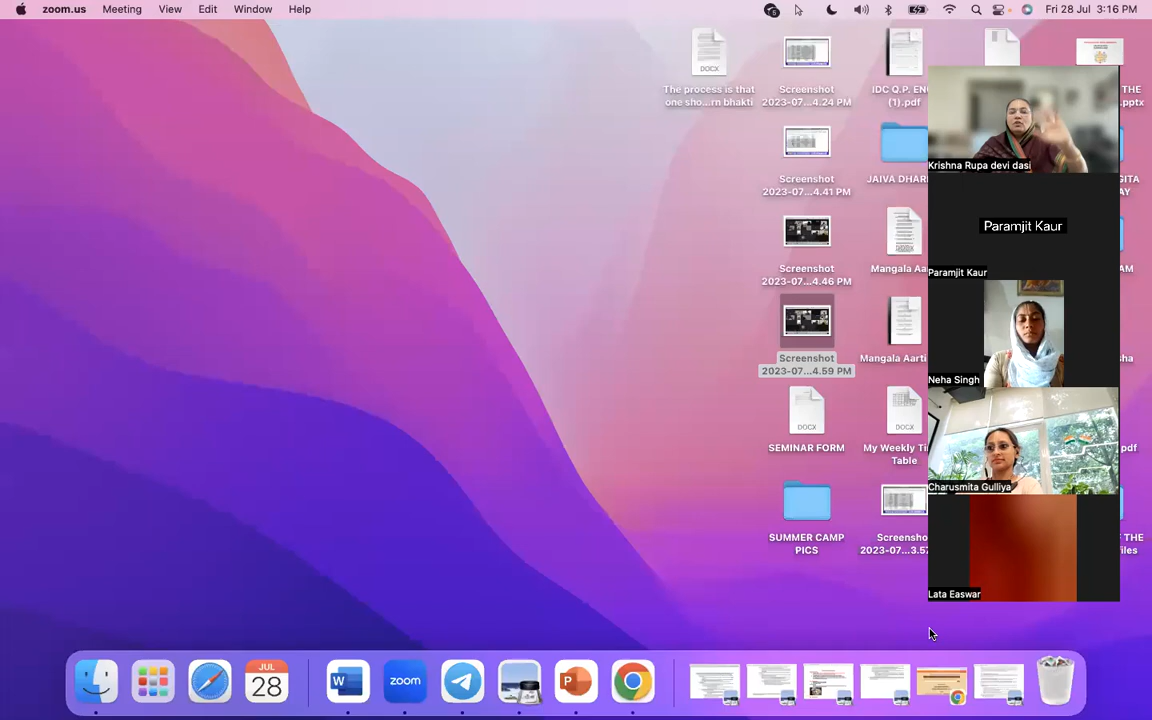 zoom.us Meeting View Edit Window Help
Fri 28 Jul 3:16 PM
DOCX
The process is that
one sho...rn bhakti
Screenshot
2023-07...4.24 PM
IDC Q.P. EN
(1).pdf
THE
.pptx
Screenshot
2023-07...4.41 PM
JAIVA DHAR
GITA
AY
Screenshot
2023-07...4.46 PM
Mangala Aa
AM
Screenshot
2023-07...4.59 PM
Mangala Aarti
sha
DOCX
SEMINAR FORM
My Weekly Ti
Table
.pdf
SUMMER CAMP
PICS
Screensho
2023-07...3.57
F THE
files
Krishna Rupa devi dasi
Paramjit Kaur
Paramjit Kaur
Neha Singh
Charusmita Gulliya
Lata Easwar
JUL
28
W
zoom
P